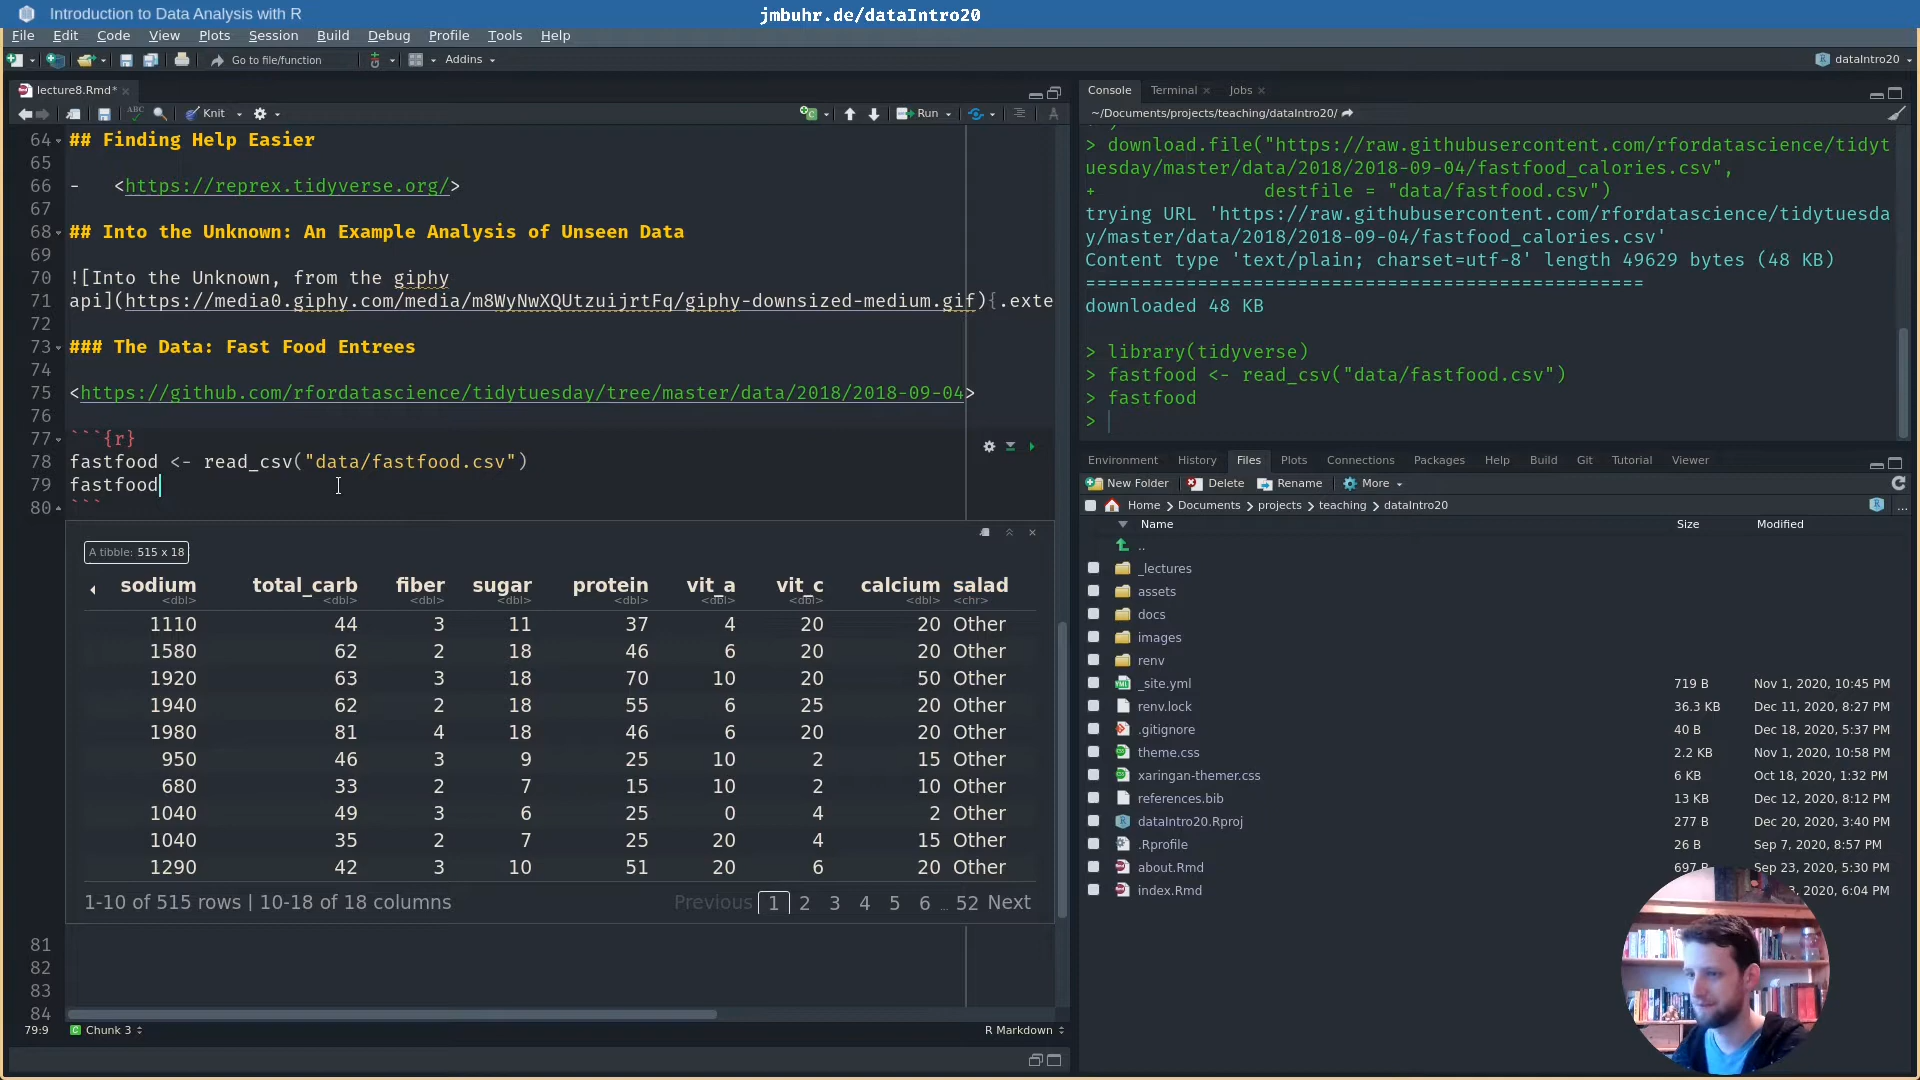 Introduction to Data Analysis with R
jmbuhr.de/dataIntro20
File Edit Code View Plots Session Build Debug Profile Tools Help
Go to file/function Addins dataIntro20
lecture8.Rmd*
Knit Run
64 ## Finding Help Easier
65
66 - <https://reprex.tidyverse.org/>
67
68 ## Into the Unknown: An Example Analysis of Unseen Data
69
70 ![Into the Unknown, from the giphy
71 api](https://media0.giphy.com/media/m8WyNwXQUtzuijrtFq/giphy-downsized-medium.gif){.exte
72
73 ### The Data: Fast Food Entrees
74
75 <https://github.com/rfordatascience/tidytuesday/tree/master/data/2018/2018-09-04>
76
77 ```{r}
78 fastfood <- read_csv("data/fastfood.csv")
79 fastfood
80 ```
A tibble: 515 x 18
sodium total_carb fiber sugar protein vit_a vit_c calcium salad
<dbl> <dbl> <dbl> <dbl> <dbl> <dbl> <dbl> <dbl> <chr>
1110 44 3 11 37 4 20 20 Other
1580 62 2 18 46 6 20 20 Other
1920 63 3 18 70 10 20 50 Other
1940 62 2 18 55 6 25 20 Other
1980 81 4 18 46 6 20 20 Other
950 46 3 9 25 10 2 15 Other
680 33 2 7 15 10 2 10 Other
1040 49 3 6 25 0 4 2 Other
1040 35 2 7 25 20 4 15 Other
1290 42 3 10 51 20 6 20 Other
1-10 of 515 rows | 10-18 of 18 columns Previous 1 2 3 4 5 6 ... 52 Next
81
82
83
84
79:9 Chunk 3 R Markdown
Console Terminal Jobs
~/Documents/projects/teaching/dataIntro20/
> download.file("https://raw.githubusercontent.com/rfordatascience/tidyt
uesday/master/data/2018/2018-09-04/fastfood_calories.csv",
+ destfile = "data/fastfood.csv")
trying URL 'https://raw.githubusercontent.com/rfordatascience/tidytuesda
y/master/data/2018/2018-09-04/fastfood_calories.csv'
Content type 'text/plain; charset=utf-8' length 49629 bytes (48 KB)
==================================================
downloaded 48 KB
> library(tidyverse)
> fastfood <- read_csv("data/fastfood.csv")
> fastfood
>
Environment History Files Plots Connections Packages Help Build Git Tutorial Viewer
New Folder Delete Rename More
Home Documents projects teaching dataIntro20 ...
Name Size Modified
..
_lectures
assets
docs
images
renv
_site.yml 719 B Nov 1, 2020, 10:45 PM
renv.lock 36.3 KB Dec 11, 2020, 8:27 PM
.gitignore 40 B Dec 18, 2020, 5:37 PM
theme.css 2.2 KB Nov 1, 2020, 10:58 PM
xaringan-themer.css 6 KB Oct 18, 2020, 1:32 PM
references.bib 13 KB Dec 12, 2020, 8:12 PM
dataIntro20.Rproj 277 B Dec 20, 2020, 3:40 PM
.Rprofile 26 B Sep 7, 2020, 8:57 PM
about.Rmd 697 B Sep 23, 2020, 5:30 PM
index.Rmd 3, 2020, 6:04 PM